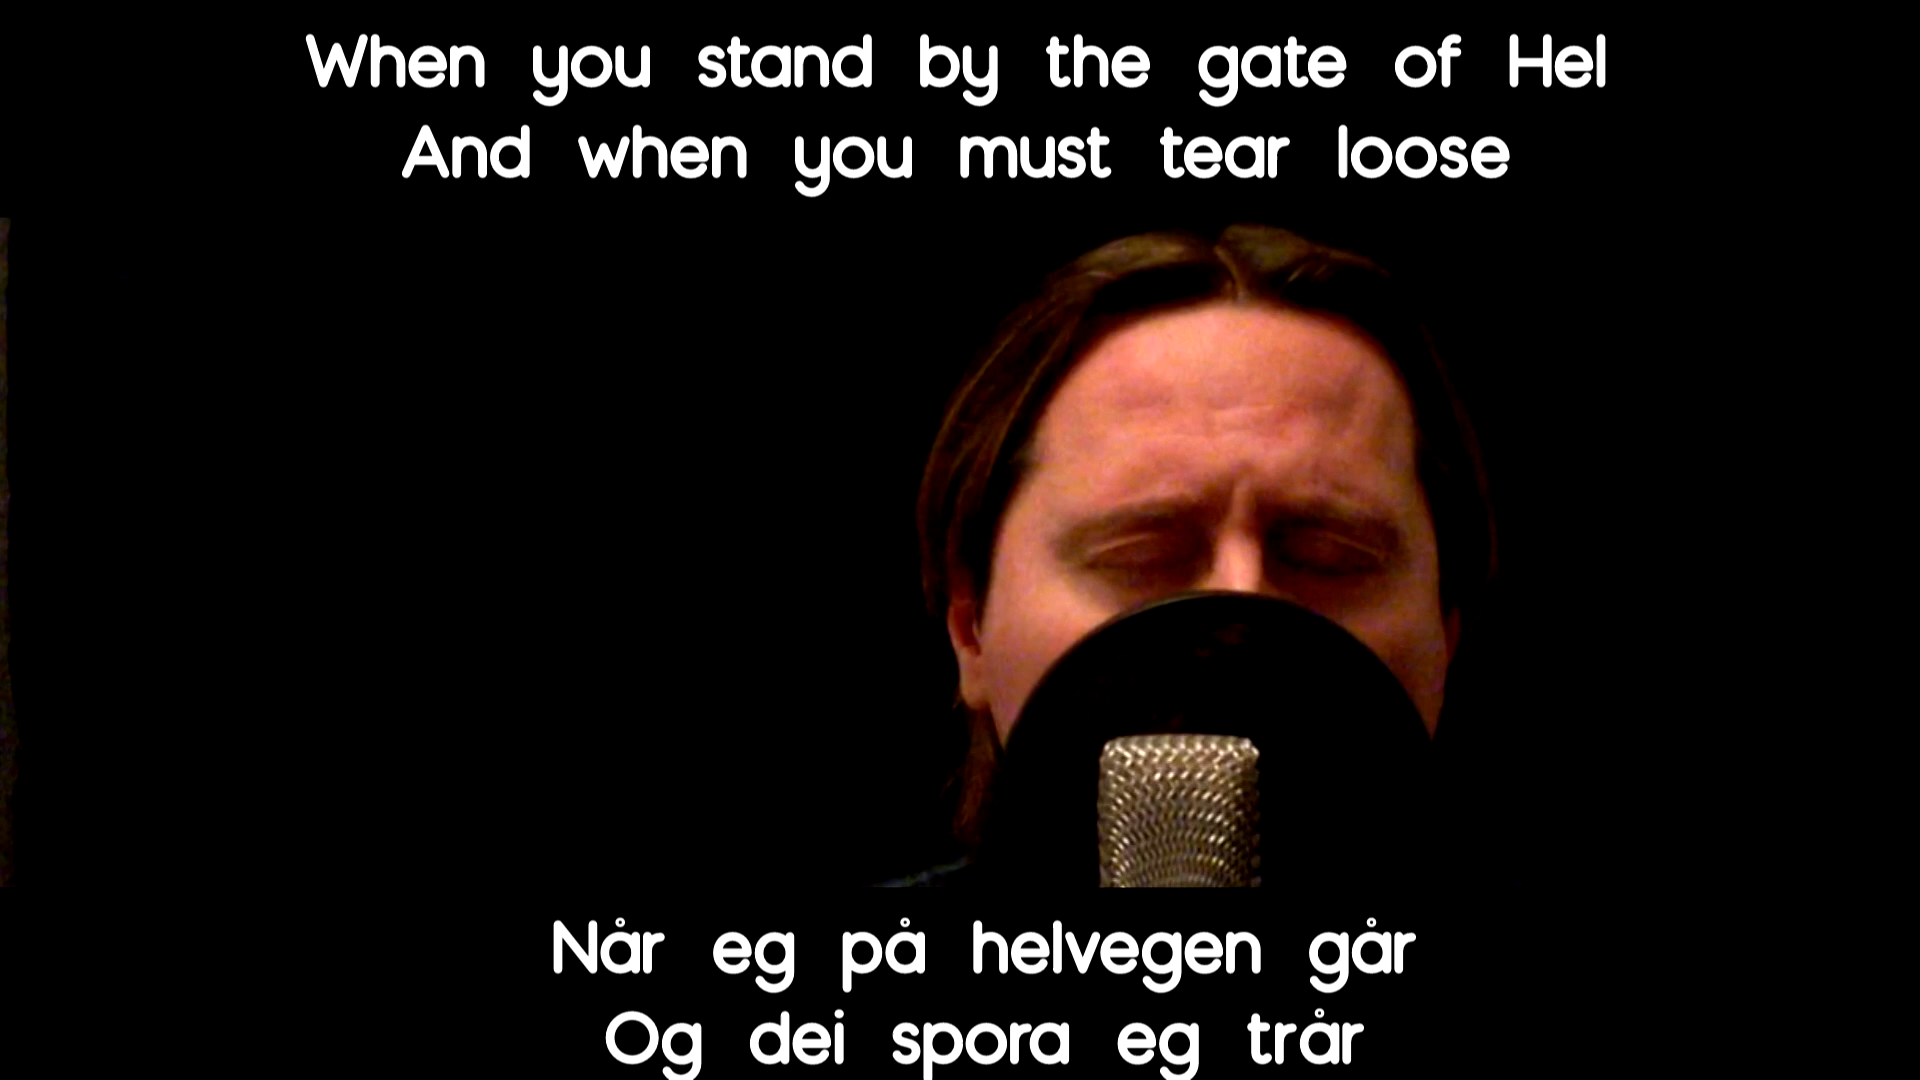 When you stand by the gate of Hel
And when you must tear loose
Når eg på helvegen går
Og dei spora eg trår